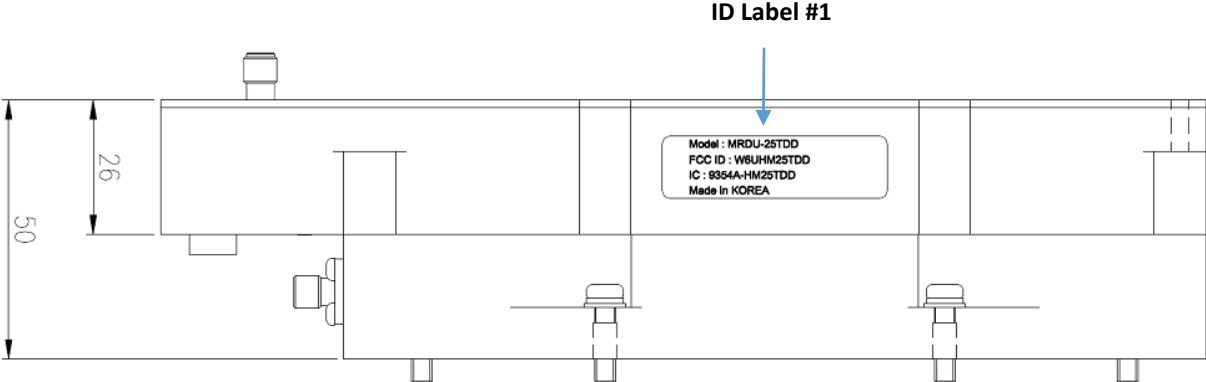 ID Label #1
Model : MRDU-25TDD
FCC ID : W6UHM25TDD
IC : 9354A-HM25TDD
Made in KOREA
26
50